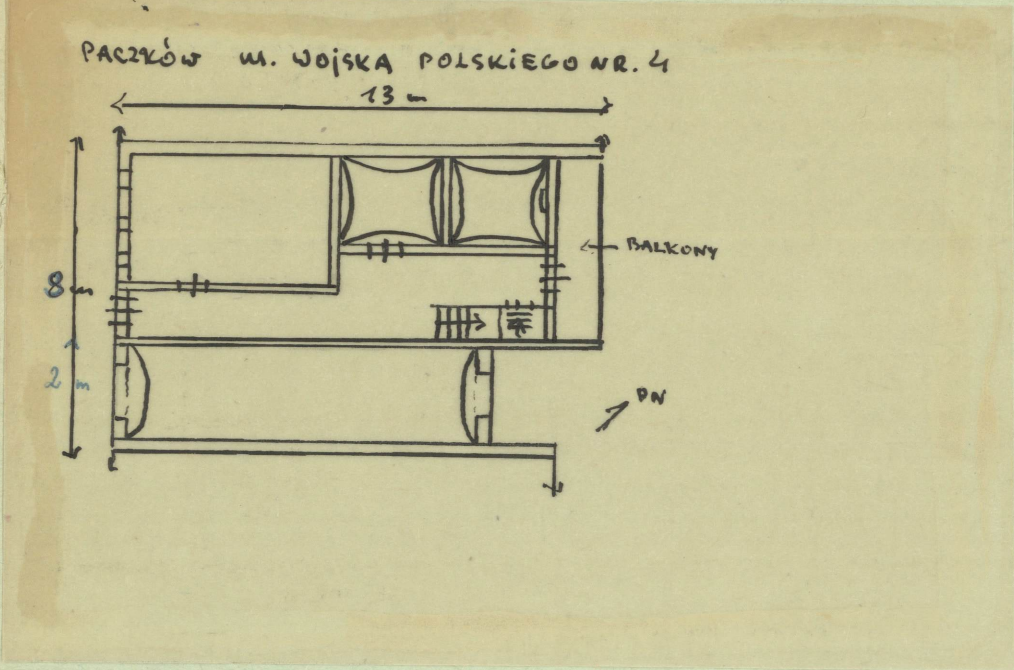 PACZKÓW ul. WOJSKA POLSKIEGO NR. 4
13 m
8 m
BALKONY
2 m
PN